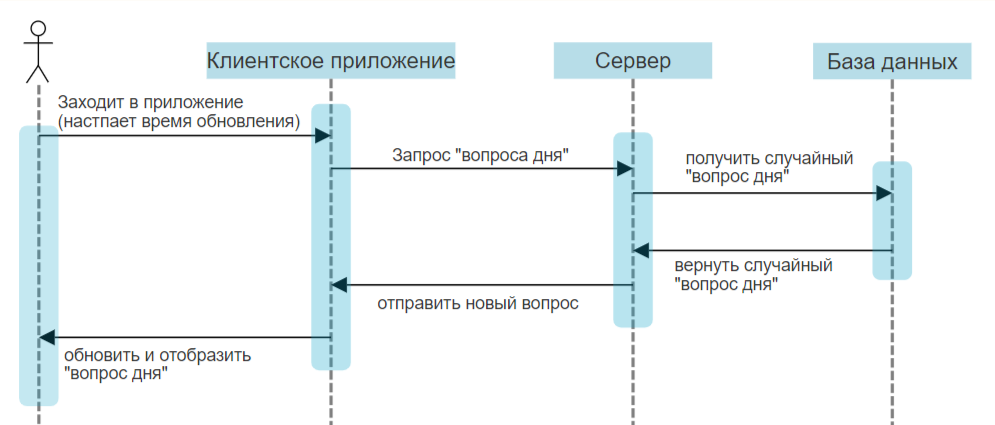 Клиентское приложение
Сервер
База данных
Заходит в приложение
(настпает время обновления)
Запрос "вопроса дня"
получить случайный
"вопрос дня"
вернуть случайный
"вопрос дня"
отправить новый вопрос
обновить и отобразить
"вопрос дня"